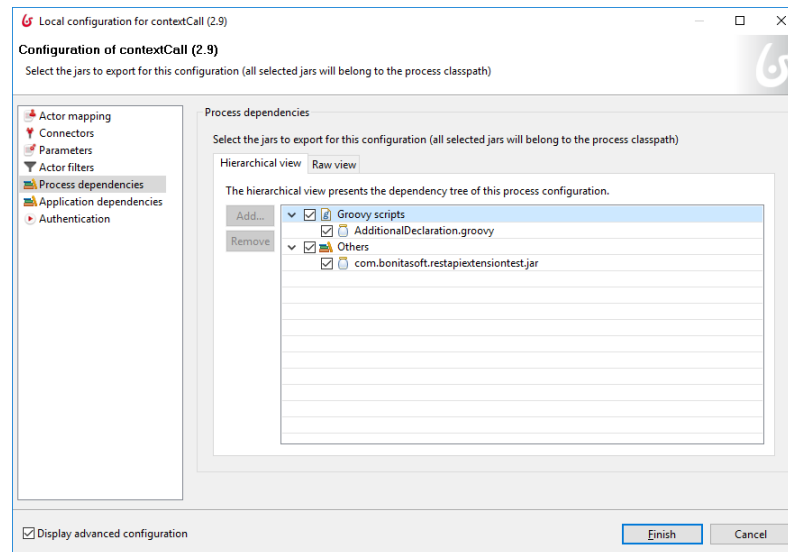 Local configuration for contextCall (2.9)
Configuration of contextCall (2.9)
Select the jars to export for this configuration (all selected jars will belong to the process classpath)
Actor mapping
Connectors
Parameters
Actor filters
Process dependencies
Application dependencies
Authentication
Process dependencies
Select the jars to export for this configuration (all selected jars will belong to the process classpath)
Hierarchical view Raw view
The hierarchical view presents the dependency tree of this process configuration.
Add...
Remove
Groovy scripts
AdditionalDeclaration.groovy
Others
com.bonitasoft.restapiextensiontest.jar
Display advanced configuration
Finish Cancel